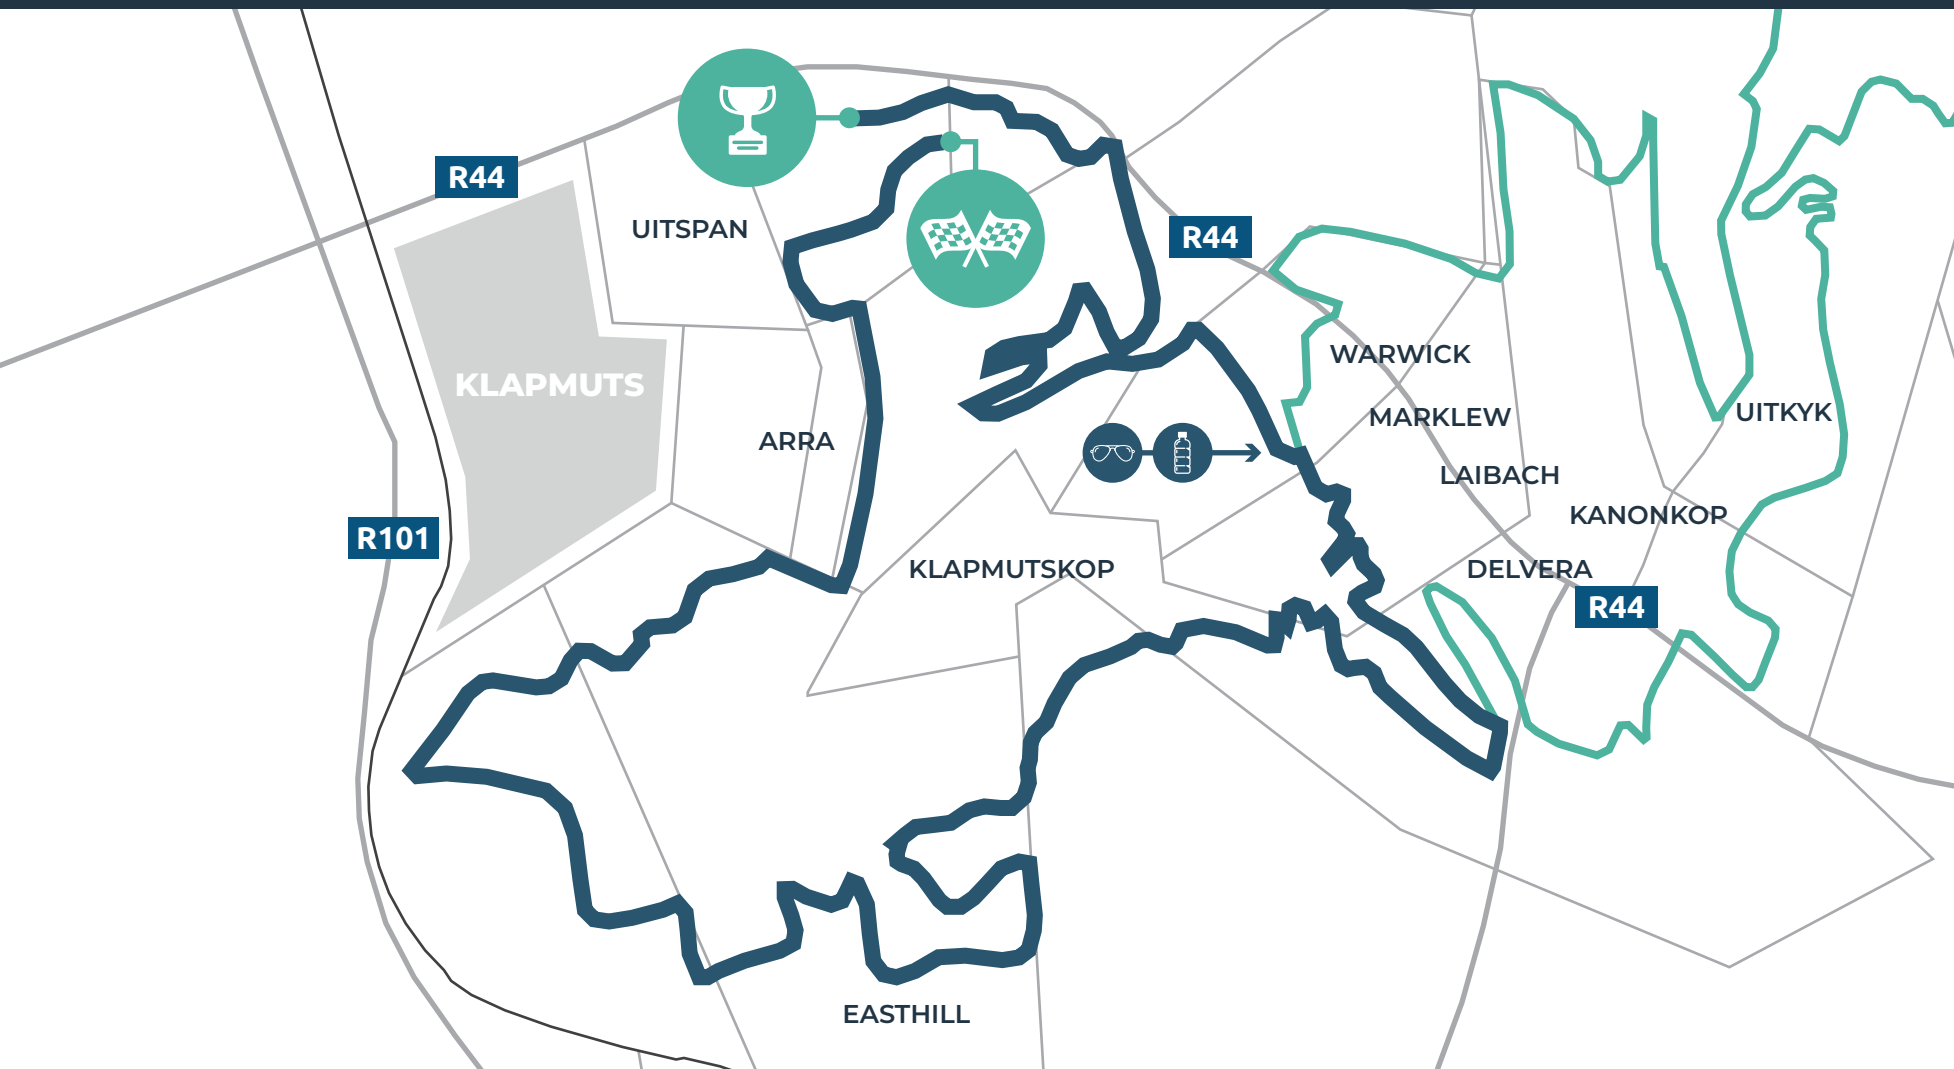 R44
UITSPAN
R44
WARWICK
KLAPMUTS
MARKLEW
UITKYK
ARRA
LAIBACH
KANONKOP
R101
KLAPMUTSKOP
DELVERA
R44
EASTHILL